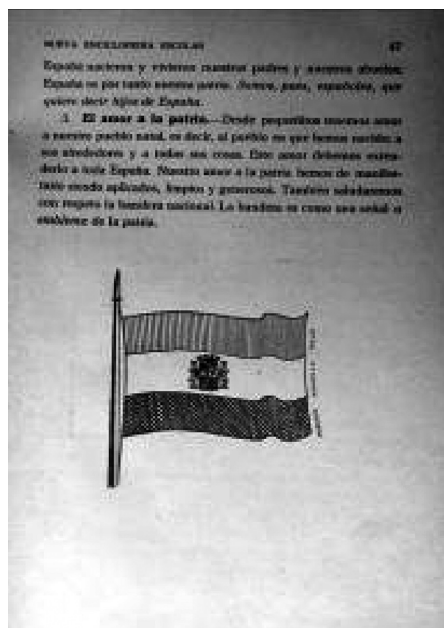 NUEVA ENCICLOPEDIA ESCOLAR 47
España nacieron y vivieron nuestros padres y nuestros abuelos.
España es por tanto nuestra patria. Somos, pues, españoles, que
quiere decir hijos de España.
3. El amor a la patria.—Desde pequeñitos tenemos amor
a nuestro pueblo natal, es decir, al pueblo en que hemos nacido; a
sus alrededores y a todas sus cosas. Este amor debemos exten-
derlo a toda España. Nuestro amor a la patria hemos de manifes-
tarlo siendo aplicados, limpios y generosos. También saludaremos
con respeto la bandera nacional. La bandera es como una señal o
emblema de la patria.